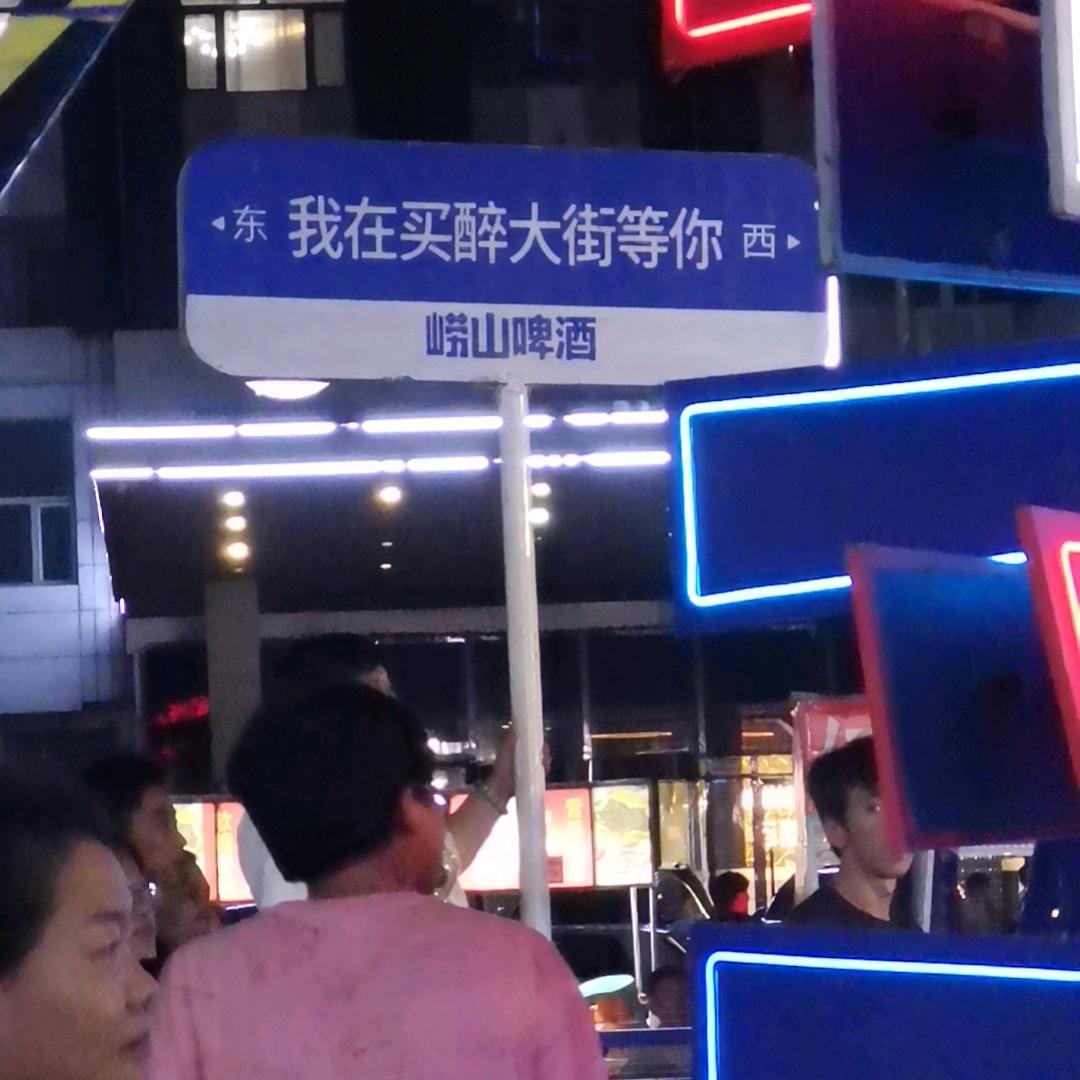 东 我在买醉大街等你 西
崂山啤酒